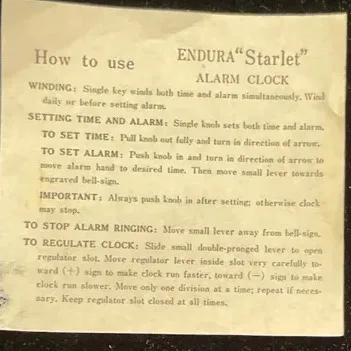 How to use ENDURA "Starlet"
ALARM CLOCK
WINDING: Single key winds both time and alarm simultaneously. Wind
daily or before setting alarm.
SETTING TIME AND ALARM: Single knob sets both time and alarm.
TO SET TIME: Pull knob out fully and turn in direction of arrow.
TO SET ALARM: Push knob in and turn in direction of arrow to
move alarm hand to desired time. Then move small lever towards
engraved bell-sign.
IMPORTANT: Always push knob in after setting; otherwise clock
may stop.
TO STOP ALARM RINGING: Move small lever away from bell-sign.
TO REGULATE CLOCK: Slide small double-pronged lever to open
regulator slot. Move regulator lever inside slot very carefully to-
ward (+) sign to make clock run faster, toward (—) sign to make
clock run slower. Move only one division at a time; repeat if neces-
sary. Keep regulator slot closed at all times.